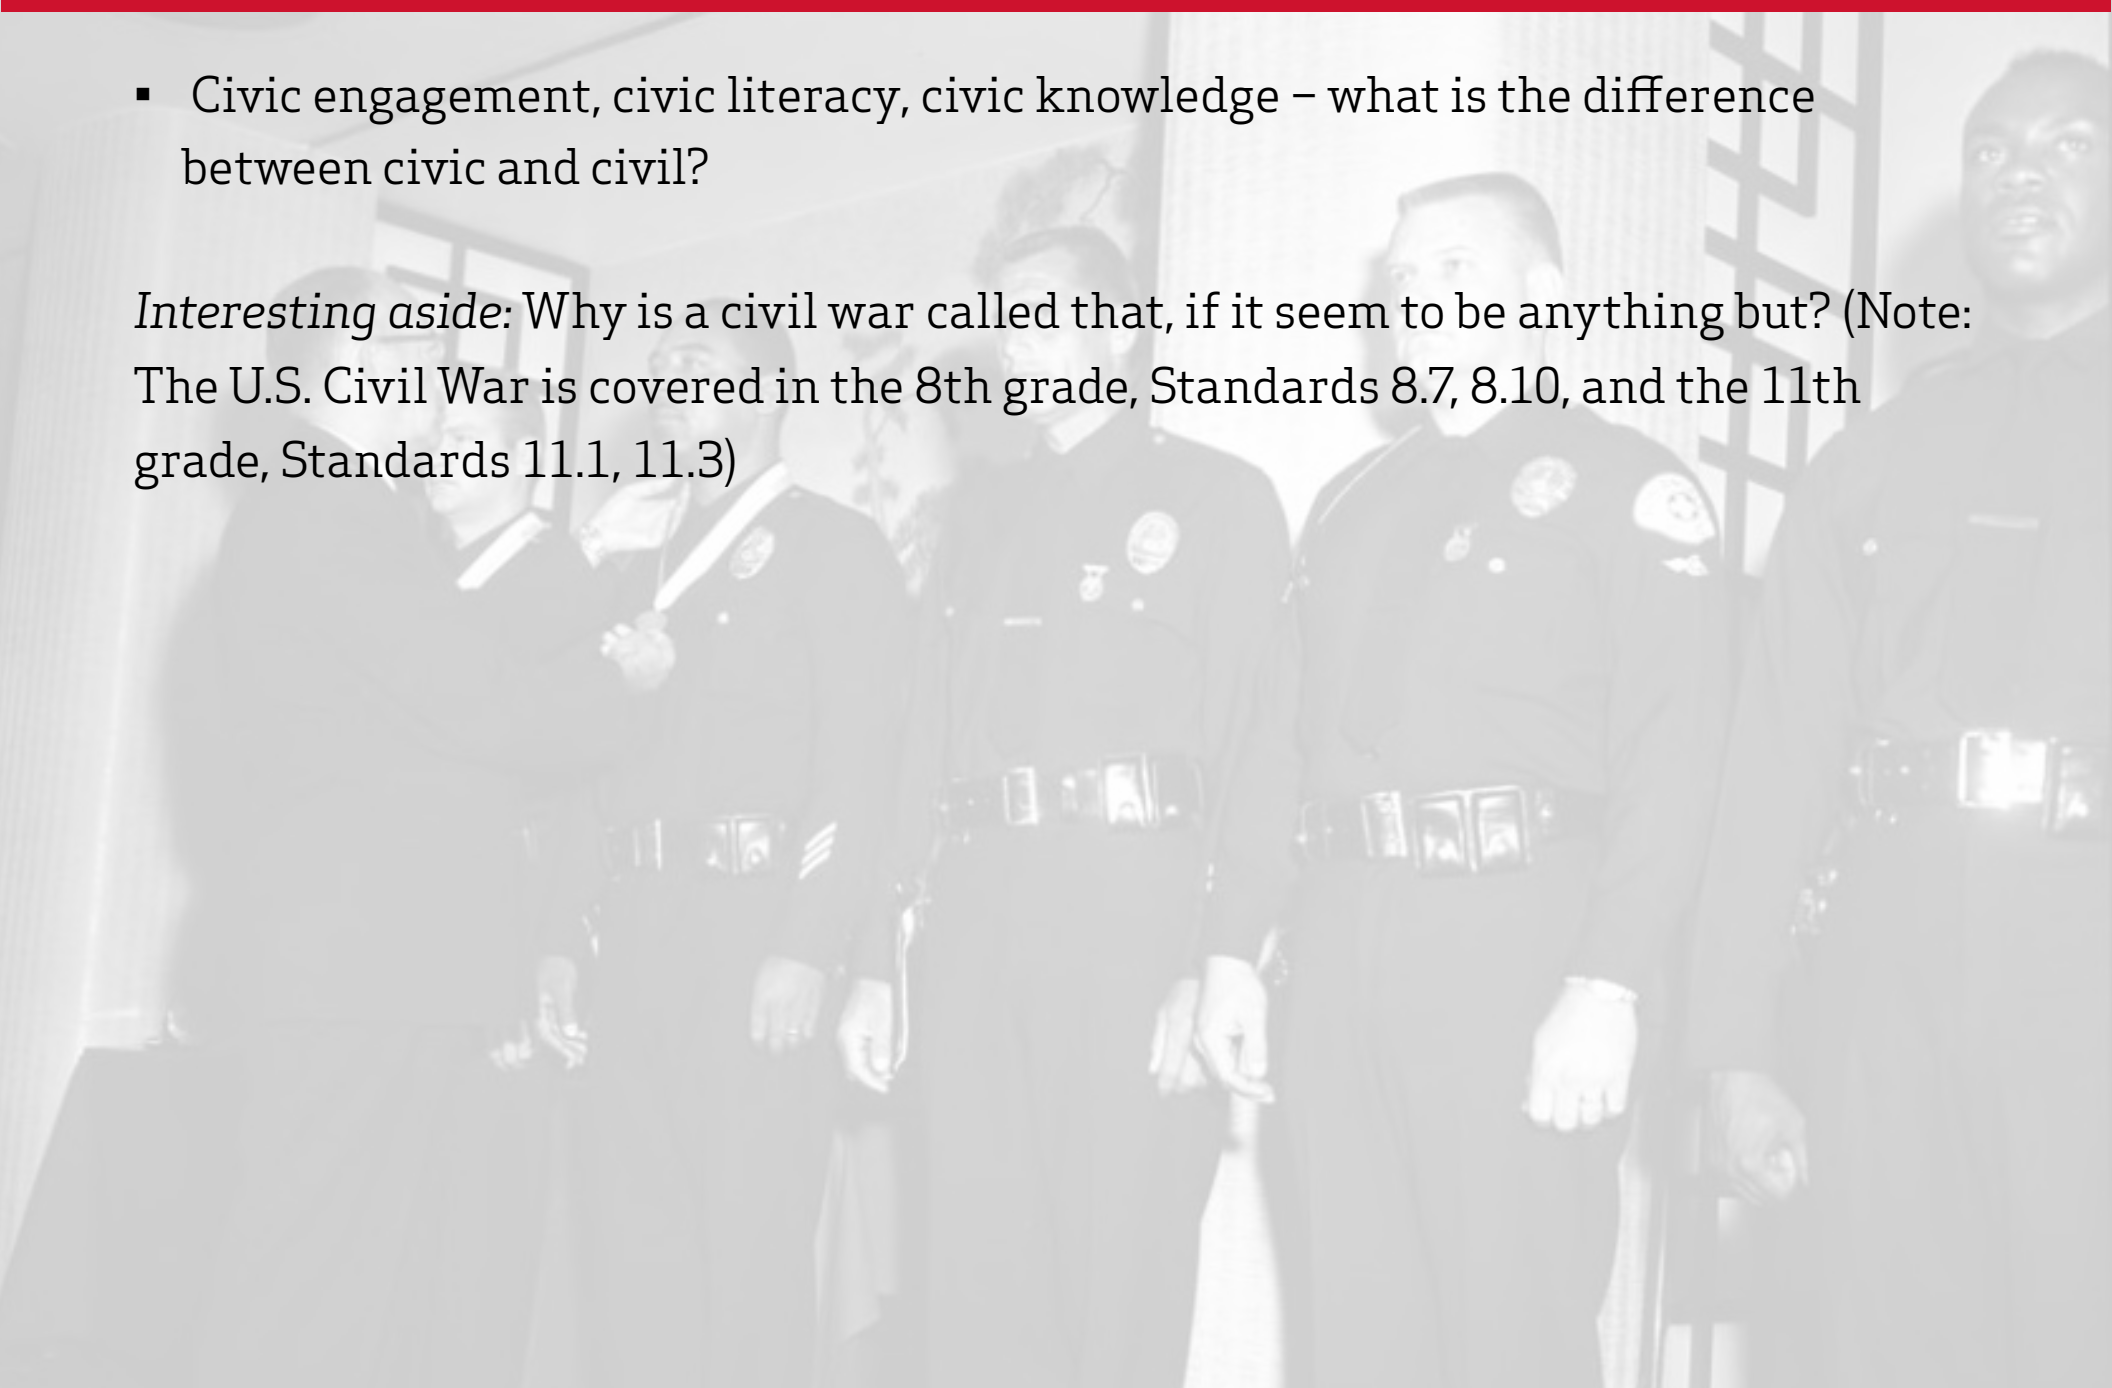 ▪ Civic engagement, civic literacy, civic knowledge – what is the difference
between civic and civil?
Interesting aside: Why is a civil war called that, if it seem to be anything but? (Note:
The U.S. Civil War is covered in the 8th grade, Standards 8.7, 8.10, and the 11th
grade, Standards 11.1, 11.3)